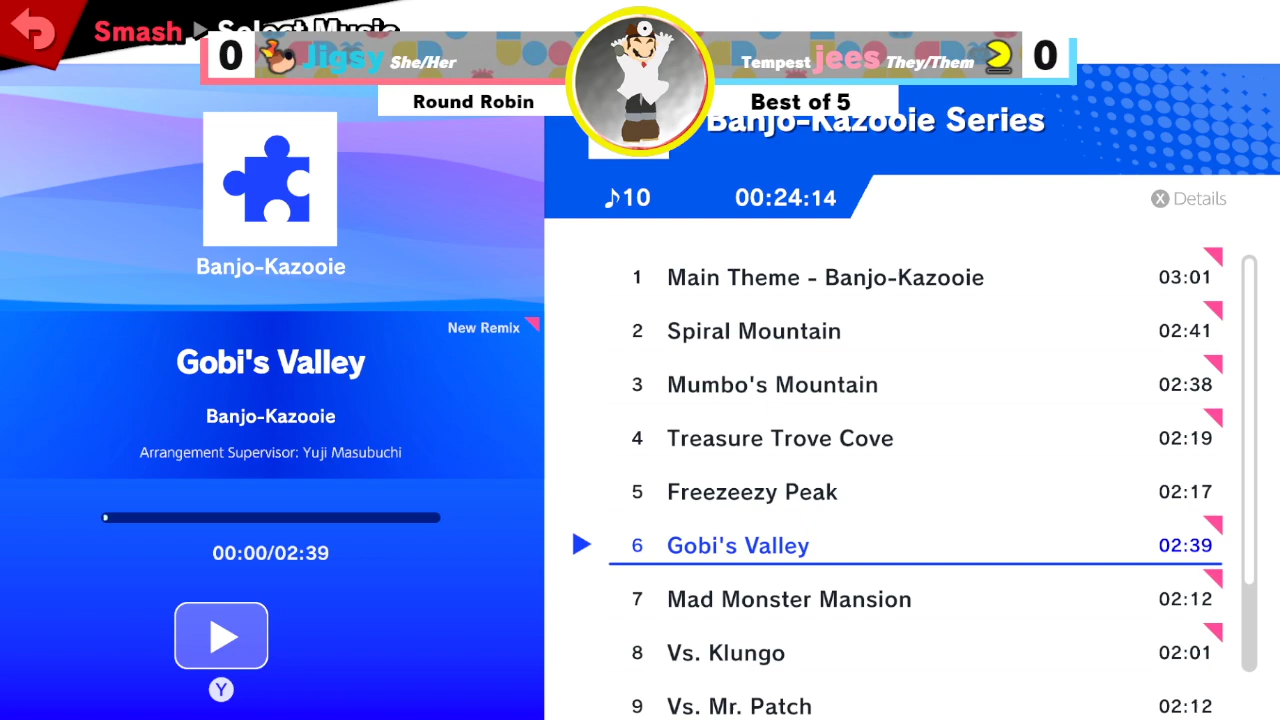 Smash ▶ Select Music
0 Jigsy She/Her
Tempest jees They/Them 0
Round Robin
Best of 5
Banjo-Kazooie Series
♪10 00:24:14
X Details
Banjo-Kazooie
New Remix
Gobi's Valley
Banjo-Kazooie
Arrangement Supervisor: Yuji Masubuchi
00:00/02:39
Y
1 Main Theme - Banjo-Kazooie 03:01
2 Spiral Mountain 02:41
3 Mumbo's Mountain 02:38
4 Treasure Trove Cove 02:19
5 Freezeezy Peak 02:17
6 Gobi's Valley 02:39
7 Mad Monster Mansion 02:12
8 Vs. Klungo 02:01
9 Vs. Mr. Patch 02:12